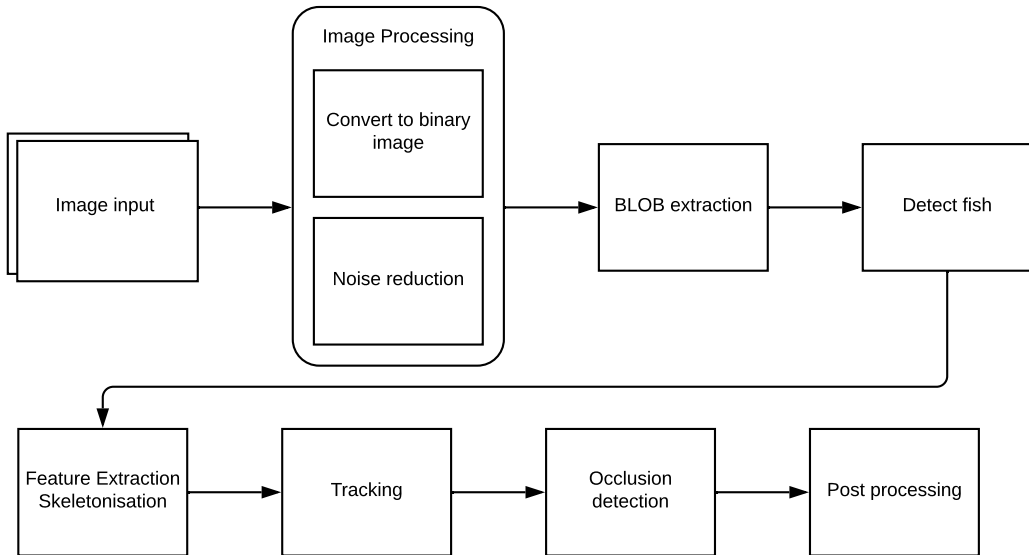 Image Processing
Convert to binary
image
Noise reduction
Image input
BLOB extraction
Detect fish
Feature Extraction
Skeletonisation
Tracking
Occlusion
detection
Post processing